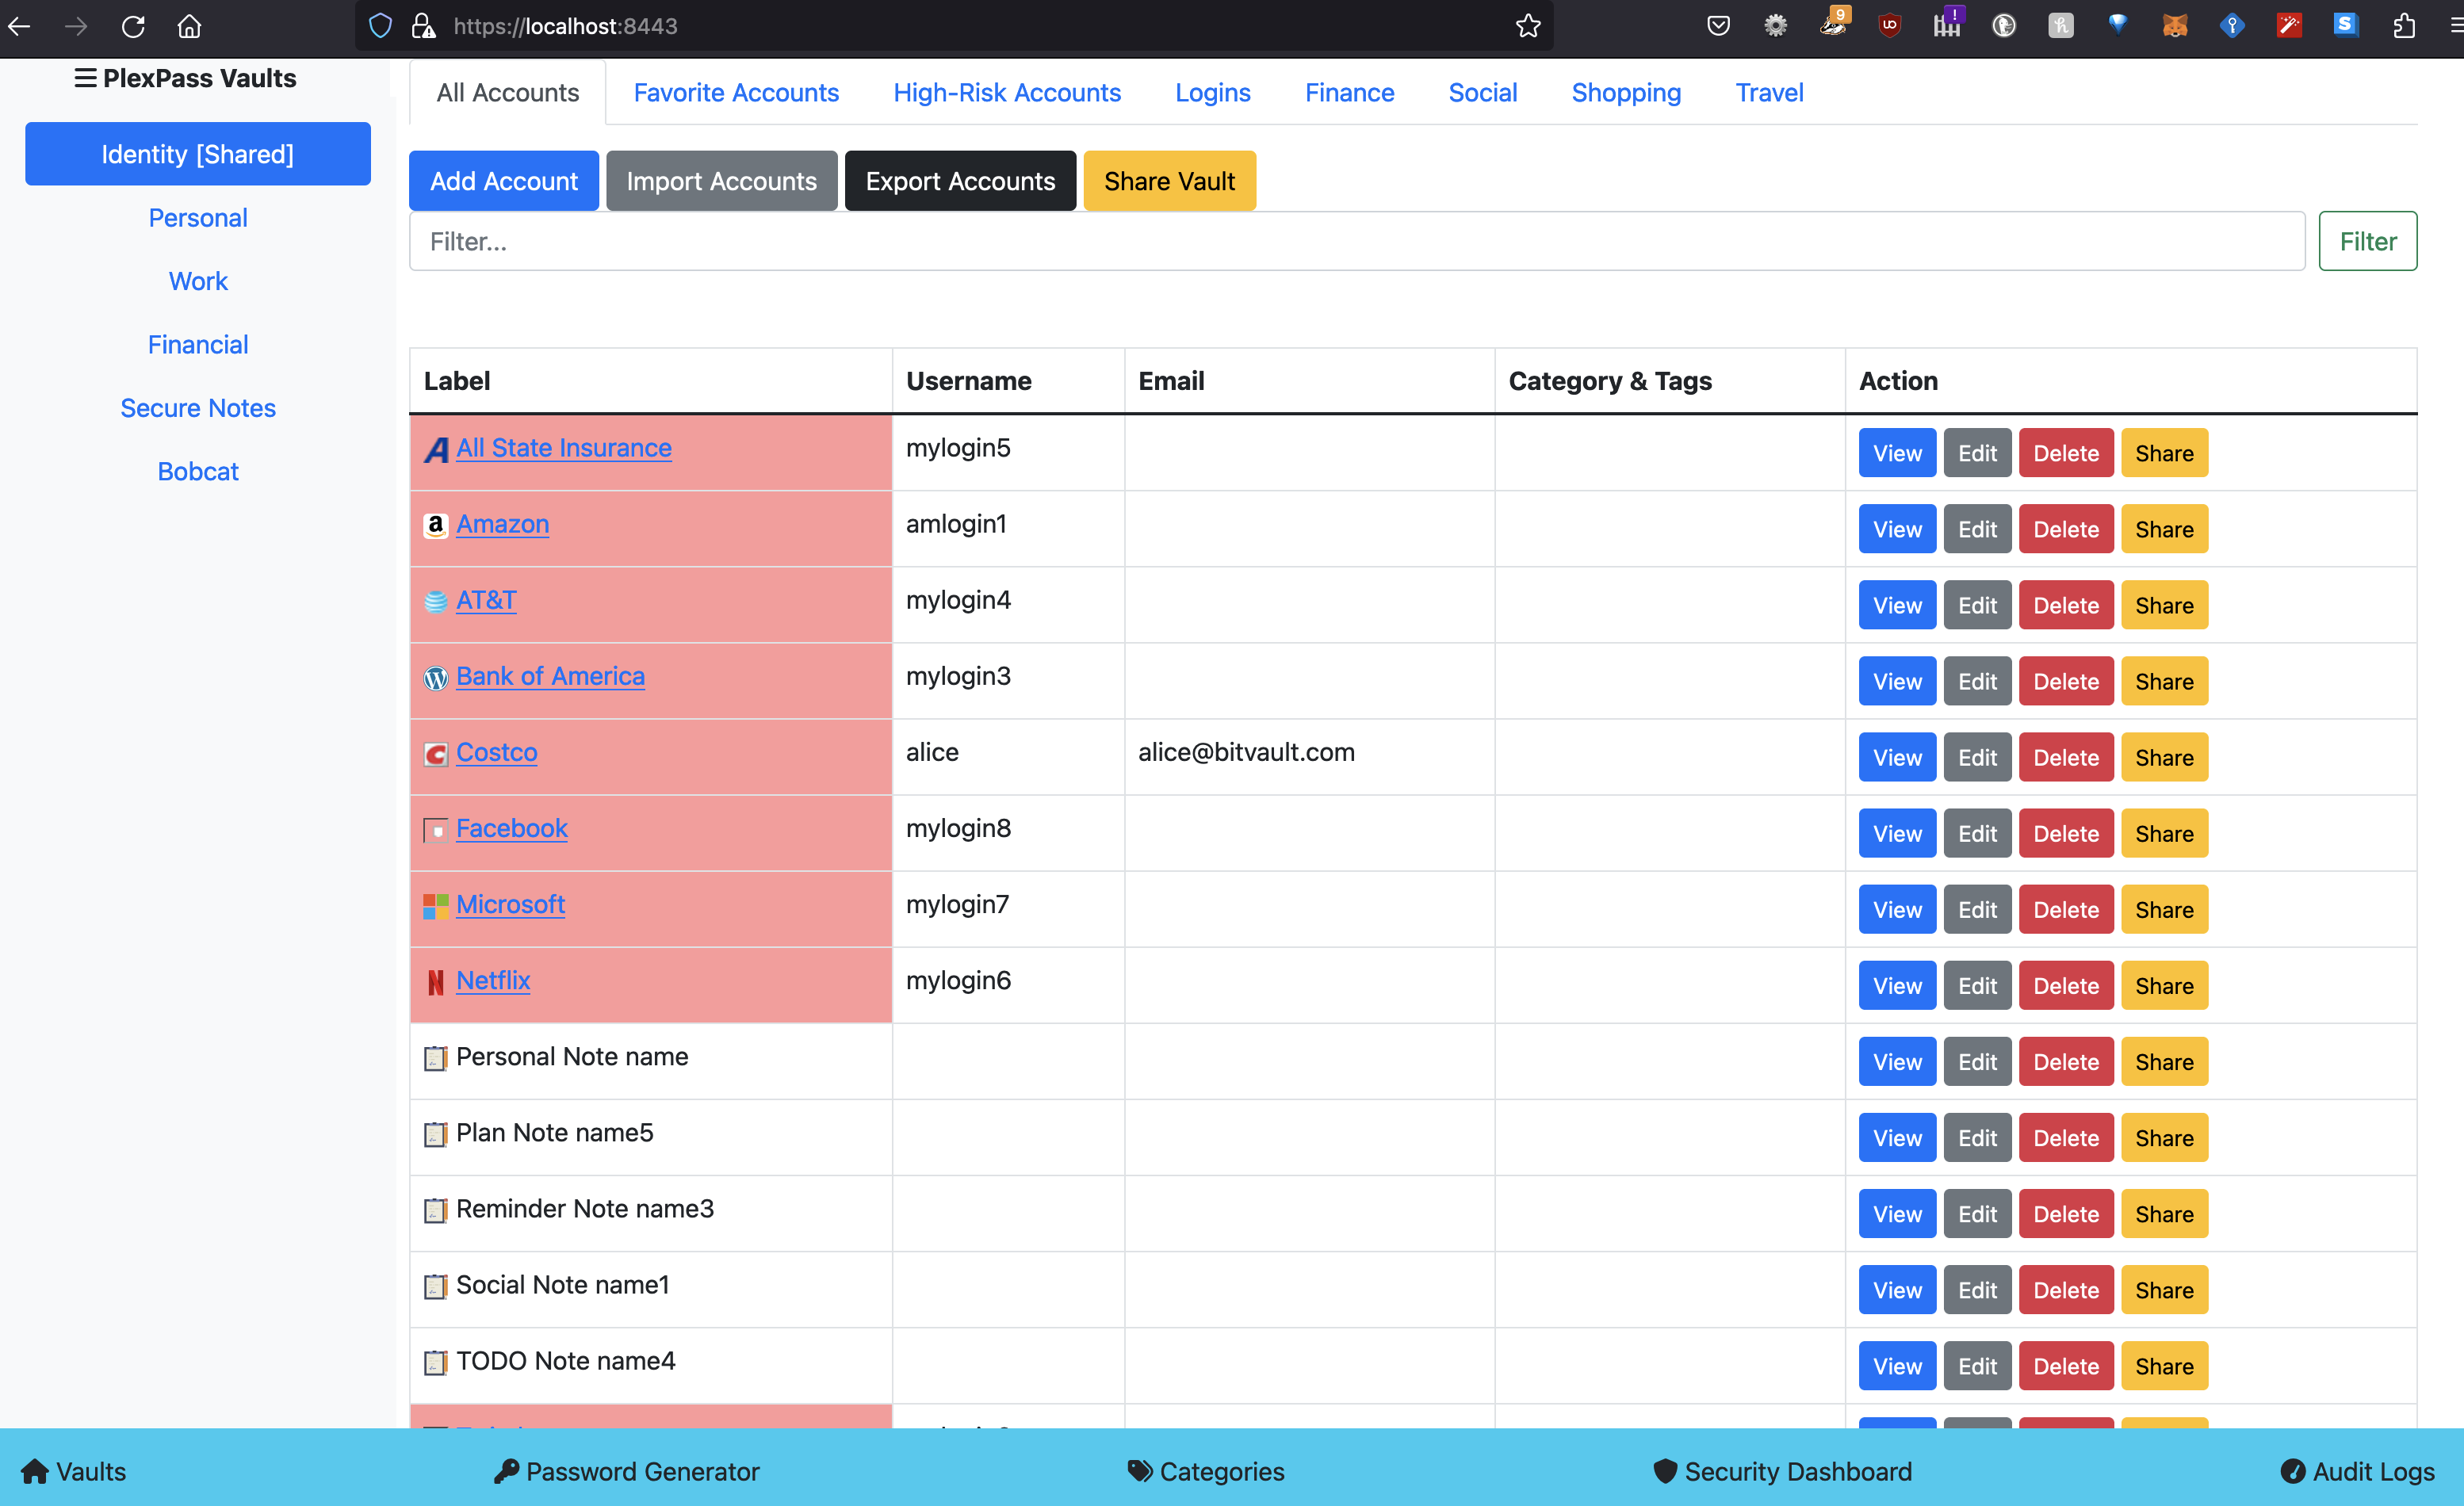 https://localhost:8443
9
!
PlexPass Vaults
All Accounts Favorite Accounts High-Risk Accounts Logins Finance Social Shopping Travel
Identity [Shared]
Personal
Work
Financial
Secure Notes
Bobcat
Add Account Import Accounts Export Accounts Share Vault
Filter... Filter
Label Username Email Category & Tags Action
All State Insurance mylogin5 View Edit Delete Share
Amazon amlogin1 View Edit Delete Share
AT&T mylogin4 View Edit Delete Share
Bank of America mylogin3 View Edit Delete Share
Costco alice alice@bitvault.com View Edit Delete Share
Facebook mylogin8 View Edit Delete Share
Microsoft mylogin7 View Edit Delete Share
Netflix mylogin6 View Edit Delete Share
Personal Note name View Edit Delete Share
Plan Note name5 View Edit Delete Share
Reminder Note name3 View Edit Delete Share
Social Note name1 View Edit Delete Share
TODO Note name4 View Edit Delete Share
Vaults Password Generator Categories Security Dashboard Audit Logs